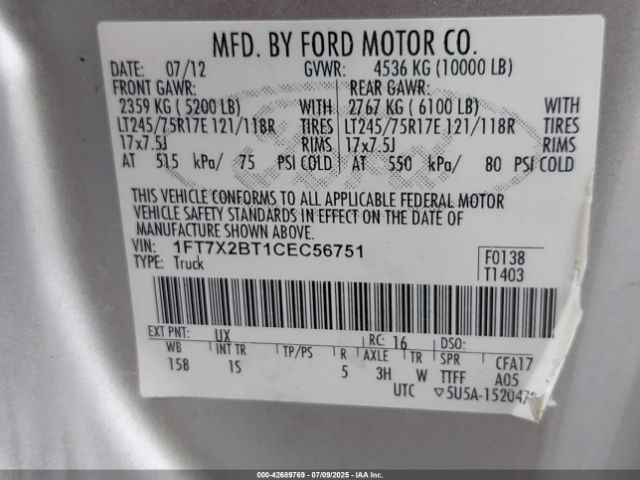 MFD. BY FORD MOTOR CO.
DATE: 07/12 GVWR: 4536 KG (10000 LB)
FRONT GAWR: REAR GAWR:
2359 KG ( 5200 LB) WITH 2767 KG ( 6100 LB) WITH
LT245/75R17E 121/118R TIRES LT245/75R17E 121/118R TIRES
17x7.5J RIMS 17x7.5J RIMS
AT 515 kPa/ 75 PSI COLD AT 550 kPa/ 80 PSI COLD
THIS VEHICLE CONFORMS TO ALL APPLICABLE FEDERAL MOTOR
VEHICLE SAFETY STANDARDS IN EFFECT ON THE DATE OF
MANUFACTURE SHOWN ABOVE.
VIN: 1FT7X2BT1CEC56751 F0138
TYPE: Truck T1403
EXT PNT: UX RC: 16 DSO:
WB INT TR TP/PS R AXLE TR SPR CFA17
15B 1S 5 3H W TTFF A05
UTC ▽5U5A-152047
000-42689769 - 07/09/2025 - IAAI.com